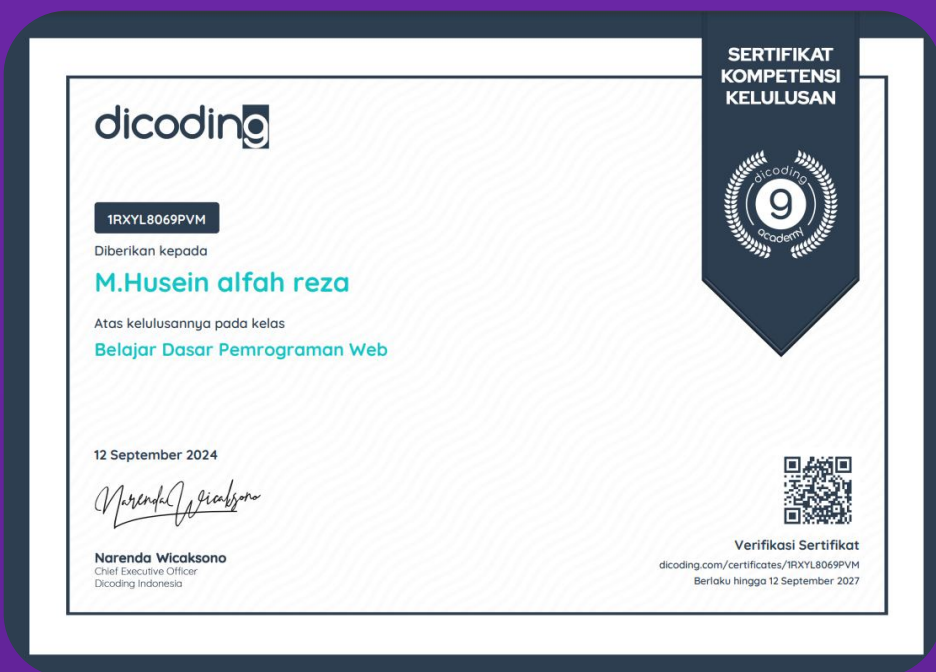 SERTIFIKAT
KOMPETENSI
KELULUSAN
dicoding
dicoding
9
academy
1RXYL8069PVM
Diberikan kepada
M.Husein alfah reza
Atas kelulusannya pada kelas
Belajar Dasar Pemrograman Web
12 September 2024
Narenda Wicaksono
Narenda Wicaksono
Chief Executive Officer
Dicoding Indonesia
Verifikasi Sertifikat
dicoding.com/certificates/1RXYL8069PVM
Berlaku hingga 12 September 2027